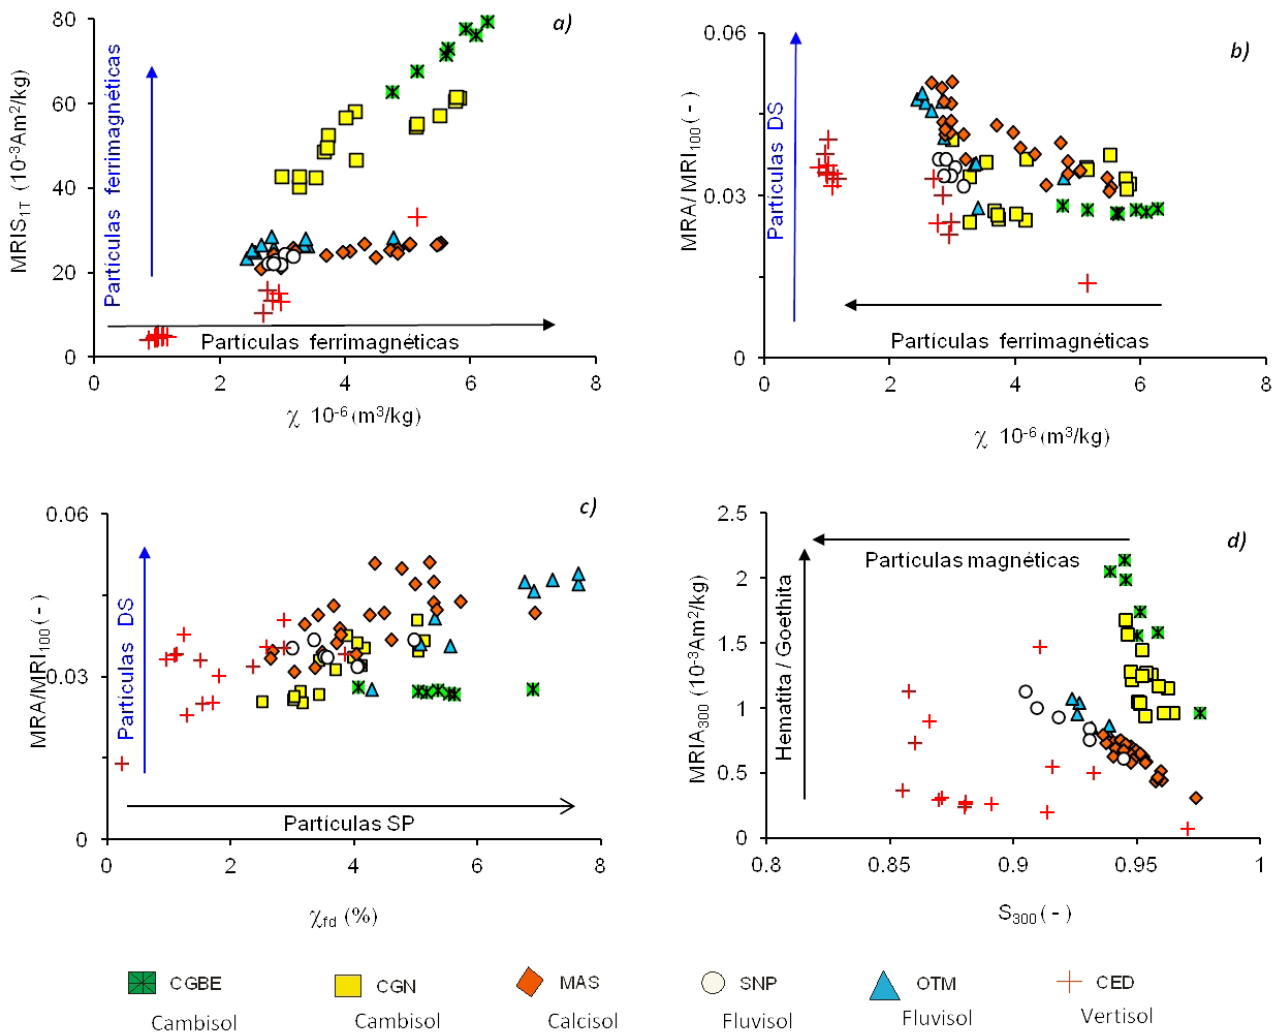 a)
MRIS1T (10-3Am2/kg)
80
60
40
20
0
Partículas ferrimagnéticas
Partículas ferrimagnéticas
0 2 4 6 8
χ 10-6 (m3/kg)
b)
MRA/ MRI100 ( - )
0.06
0.03
0
Partículas DS
Partículas ferrimagnéticas
0 2 4 6 8
χ 10-6 (m3/kg)
c)
MRA/MRI100 ( - )
0.06
0.03
0
Partículas DS
Partículas SP
0 2 4 6 8
χfd (%)
d)
MRIA300 (10-3Am2/kg)
2.5
2
1.5
1
0.5
0
Partículas magnéticas
Hematita / Goethita
0.8 0.85 0.9 0.95 1
S300 ( - )
CGBE CGN MAS SNP OTM CED
Cambisol Cambisol Calcisol Fluvisol Fluvisol Vertisol